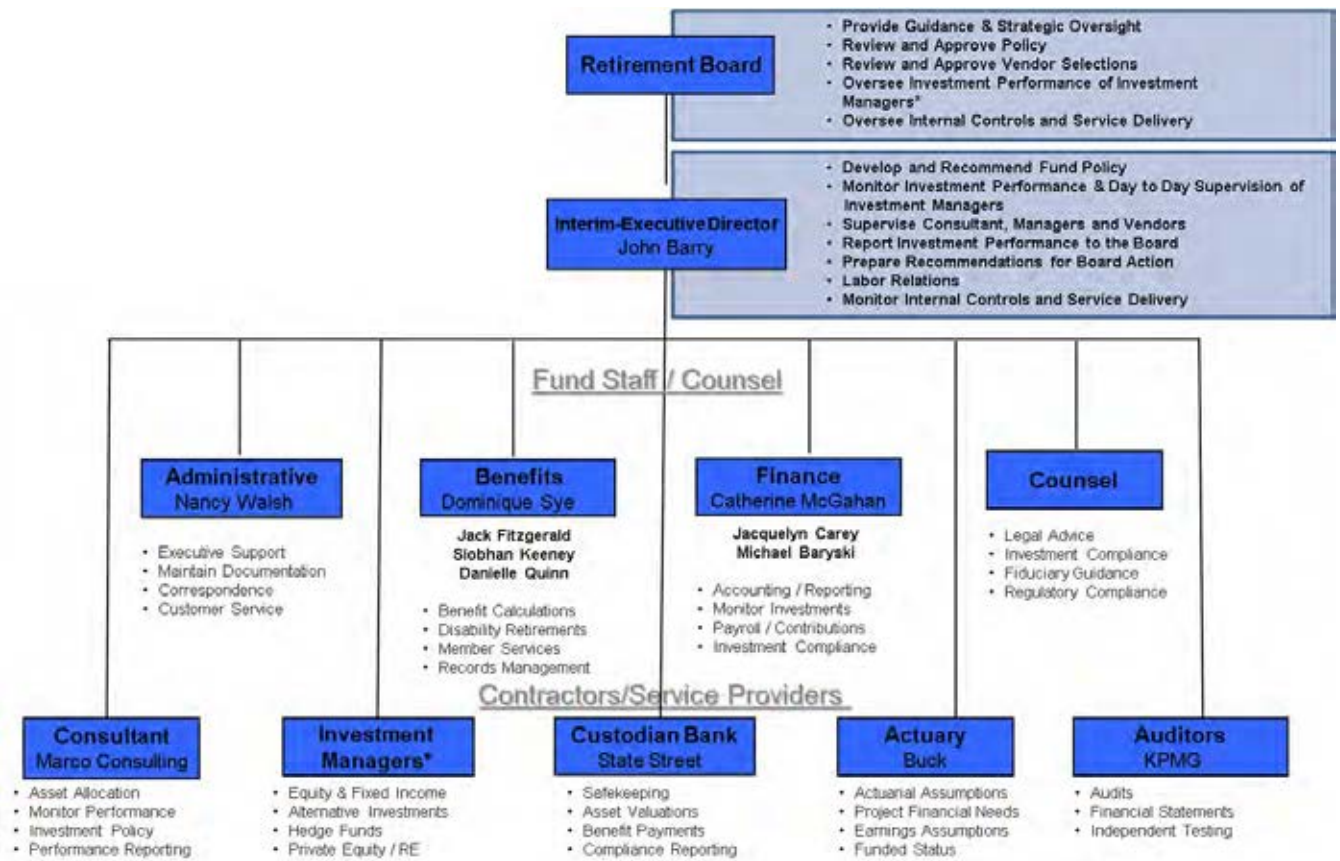 Retirement Board
• Provide Guidance & Strategic Oversight
• Review and Approve Policy
• Review and Approve Vendor Selections
• Oversee Investment Performance of Investment
Managers*
• Oversee Internal Controls and Service Delivery
Interim-Executive Director
John Barry
• Develop and Recommend Fund Policy
• Monitor Investment Performance & Day to Day Supervision of
Investment Managers
• Supervise Consultant, Managers and Vendors
• Report Investment Performance to the Board
• Prepare Recommendations for Board Action
• Labor Relations
• Monitor Internal Controls and Service Delivery
Fund Staff / Counsel
Administrative
Nancy Walsh
• Executive Support
• Maintain Documentation
• Correspondence
• Customer Service
Benefits
Dominique Sye
Jack Fitzgerald
Siobhan Keeney
Danielle Quinn
• Benefit Calculations
• Disability Retirements
• Member Services
• Records Management
Finance
Catherine McGahan
Jacquelyn Carey
Michael Baryski
• Accounting / Reporting
• Monitor Investments
• Payroll / Contributions
• Investment Compliance
Counsel
• Legal Advice
• Investment Compliance
• Fiduciary Guidance
• Regulatory Compliance
Contractors/Service Providers
Consultant
Marco Consulting
• Asset Allocation
• Monitor Performance
• Investment Policy
• Performance Reporting
Investment
Managers*
• Equity & Fixed Income
• Alternative Investments
• Hedge Funds
• Private Equity / RE
Custodian Bank
State Street
• Safekeeping
• Asset Valuations
• Benefit Payments
• Compliance Reporting
Actuary
Buck
• Actuarial Assumptions
• Project Financial Needs
• Earnings Assumptions
• Funded Status
Auditors
KPMG
• Audits
• Financial Statements
• Independent Testing